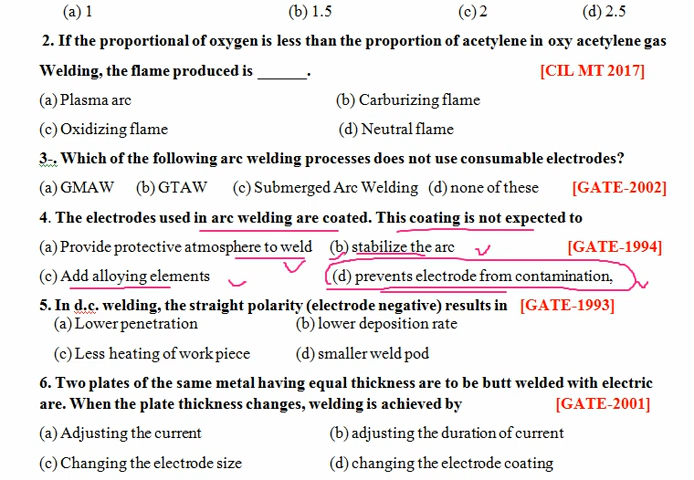 (a) 1 (b) 1.5 (c) 2 (d) 2.5
2. If the proportional of oxygen is less than the proportion of acetylene in oxy acetylene gas
Welding, the flame produced is ______. [CIL MT 2017]
(a) Plasma arc (b) Carburizing flame
(c) Oxidizing flame (d) Neutral flame
3-. Which of the following arc welding processes does not use consumable electrodes?
(a) GMAW (b) GTAW (c) Submerged Arc Welding (d) none of these [GATE-2002]
4. The electrodes used in arc welding are coated. This coating is not expected to
(a) Provide protective atmosphere to weld (b) stabilize the arc [GATE-1994]
(c) Add alloying elements (d) prevents electrode from contamination,
5. In d.c. welding, the straight polarity (electrode negative) results in [GATE-1993]
(a) Lower penetration (b) lower deposition rate
(c) Less heating of work piece (d) smaller weld pod
6. Two plates of the same metal having equal thickness are to be butt welded with electric
are. When the plate thickness changes, welding is achieved by [GATE-2001]
(a) Adjusting the current (b) adjusting the duration of current
(c) Changing the electrode size (d) changing the electrode coating